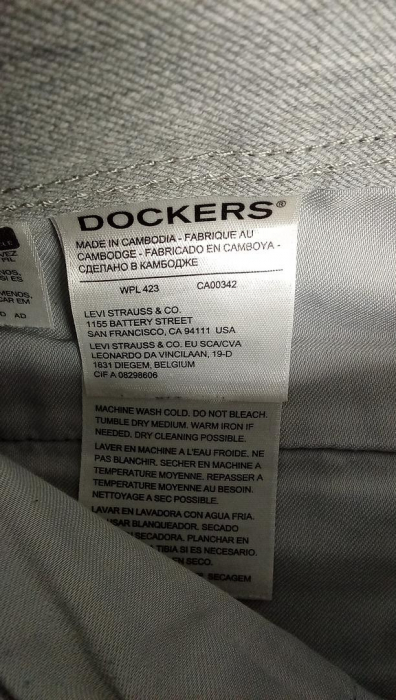 DOCKERS®
MADE IN CAMBODIA - FABRIQUE AU
CAMBODGE - FABRICADO EN CAMBOYA -
СДЕЛАНО В КАМБОДЖЕ
WPL 423 CA00342
LEVI STRAUSS & CO.
1155 BATTERY STREET
SAN FRANCISCO, CA 94111 USA
LEVI STRAUSS & CO. EU SCA/CVA
LEONARDO DA VINCILAAN, 19-D
1831 DIEGEM, BELGIUM
CIF A 08298606
MACHINE WASH COLD. DO NOT BLEACH.
TUMBLE DRY MEDIUM. WARM IRON IF
NEEDED. DRY CLEANING POSSIBLE.
LAVER EN MACHINE A L'EAU FROIDE. NE
PAS BLANCHIR. SECHER EN MACHINE A
TEMPERATURE MOYENNE. REPASSER A
TEMPERATURE MOYENNE AU BESOIN.
NETTOYAGE A SEC POSSIBLE.
LAVAR EN LAVADORA CON AGUA FRIA.
BLANQUEADOR, SECADO
SECADORA. PLANCHAR EN
TIBIA SI ES NECESARIO.
EN SECO.
SECAGEM